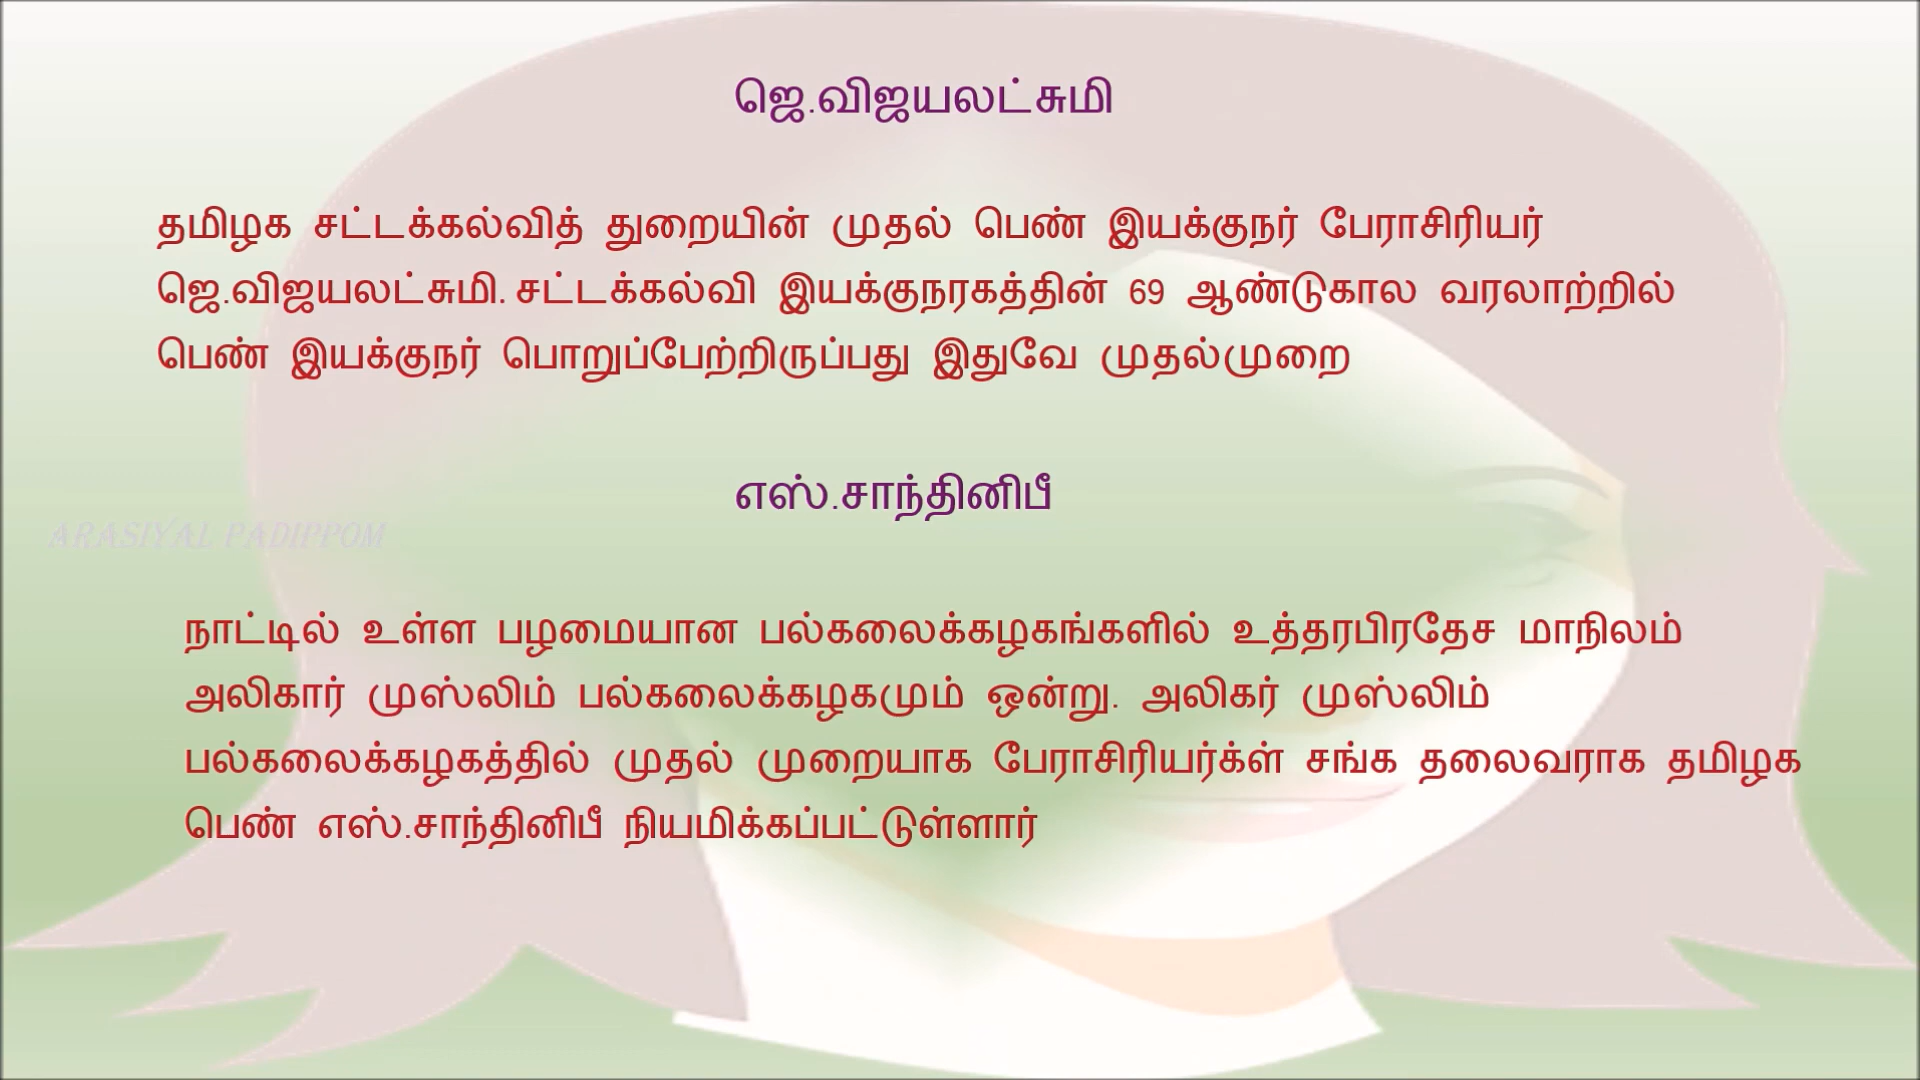 ஜெ.விஜயலட்சுமி
தமிழக சட்டக்கல்வித் துறையின் முதல் பெண் இயக்குநர் பேராசிரியர்
ஜெ.விஜயலட்சுமி. சட்டக்கல்வி இயக்குநரகத்தின் 69 ஆண்டுகால வரலாற்றில்
பெண் இயக்குநர் பொறுப்பேற்றிருப்பது இதுவே முதல்முறை
எஸ்.சாந்தினிபீ
ARASIYAL PADIPPOM
நாட்டில் உள்ள பழமையான பல்கலைக்கழகங்களில் உத்தரபிரதேச மாநிலம்
அலிகார் முஸ்லிம் பல்கலைக்கழகமும் ஒன்று. அலிகர் முஸ்லிம்
பல்கலைக்கழகத்தில் முதல் முறையாக பேராசிரியர்க்ள் சங்க தலைவராக தமிழக
பெண் எஸ்.சாந்தினிபீ நியமிக்கப்பட்டுள்ளார்